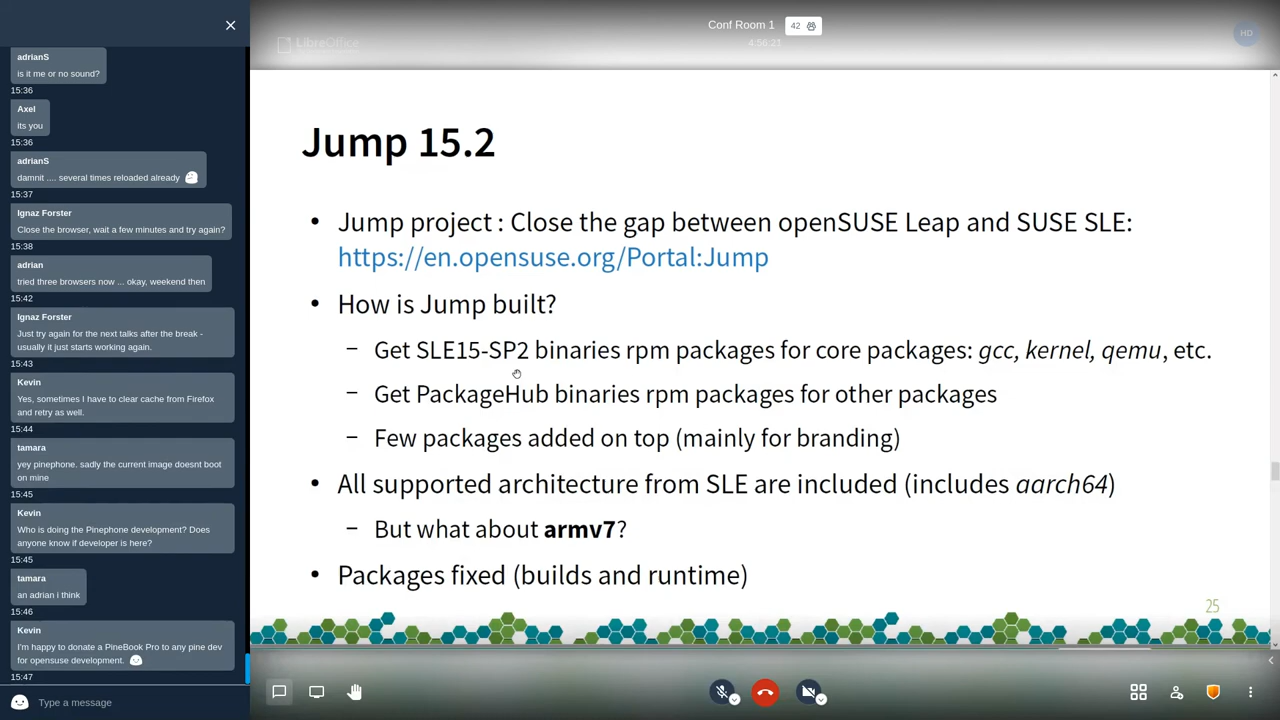 adrianS
is it me or no sound?
15:36
Axel
its you
15:36
adrianS
damnit .... several times reloaded already
15:37
Ignaz Forster
Close the browser, wait a few minutes and try again?
15:38
adrian
tried three browsers now ... okay, weekend then
15:42
Ignaz Forster
Just try again for the next talks after the break -
usually it just starts working again.
15:43
Kevin
Yes, sometimes I have to clear cache from Firefox
and retry as well.
15:44
tamara
yey pinephone. sadly the current image doesnt boot
on mine
15:45
Kevin
Who is doing the Pinephone development? Does
anyone know if developer is here?
15:45
tamara
an adrian i think
15:46
Kevin
I'm happy to donate a PineBook Pro to any pine dev
for opensuse development.
15:47
Type a message
Conf Room 1
42
4:56:21
HD
LibreOffice
Jump 15.2
• Jump project : Close the gap between openSUSE Leap and SUSE SLE:
https://en.opensuse.org/Portal:Jump
• How is Jump built?
– Get SLE15-SP2 binaries rpm packages for core packages: gcc, kernel, qemu, etc.
– Get PackageHub binaries rpm packages for other packages
– Few packages added on top (mainly for branding)
• All supported architecture from SLE are included (includes aarch64)
– But what about armv7?
• Packages fixed (builds and runtime)
25